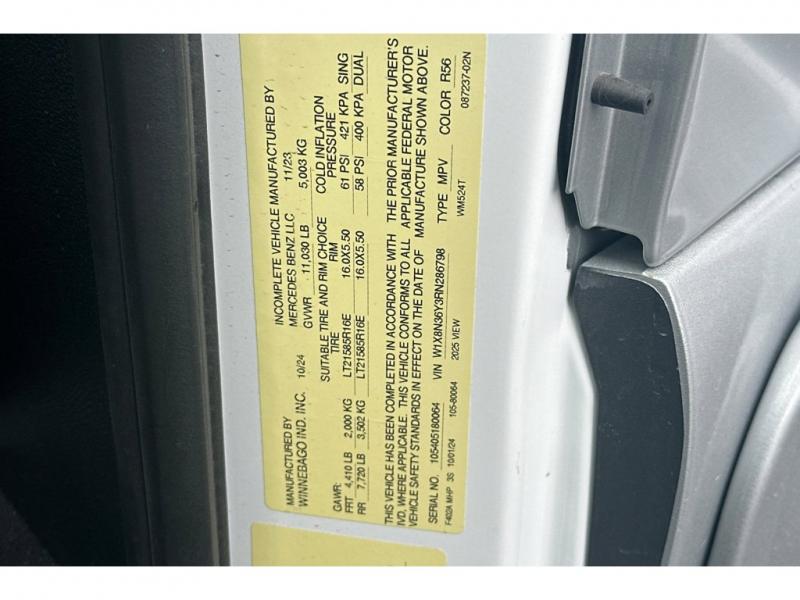 MANUFACTURED BY INCOMPLETE VEHICLE MANUFACTURED BY
WINNEBAGO IND. INC. 10/24 MERCEDES BENZ LLC 11/23
GVWR 11,030 LB 5,003 KG
GAWR: SUITABLE TIRE AND RIM CHOICE COLD INFLATION
TIRE RIM PRESSURE
FRT 4,410 LB 2,000 KG LT21585R16E 16.0X5.50 61 PSI 421 KPA SING
RR 7,720 LB 3,502 KG LT21585R16E 16.0X5.50 58 PSI 400 KPA DUAL
THIS VEHICLE HAS BEEN COMPLETED IN ACCORDANCE WITH THE PRIOR MANUFACTURER'S
IVD, WHERE APPLICABLE. THIS VEHICLE CONFORMS TO ALL APPLICABLE FEDERAL MOTOR
VEHICLE SAFETY STANDARDS IN EFFECT ON THE DATE OF MANUFACTURE SHOWN ABOVE.
SERIAL NO. 105405180064 VIN W1X8N36Y3RN286798 TYPE MPV COLOR R56
F402A MHP 3S 10/01/24 105-80064 2025 VIEW WM524T 087237-02N